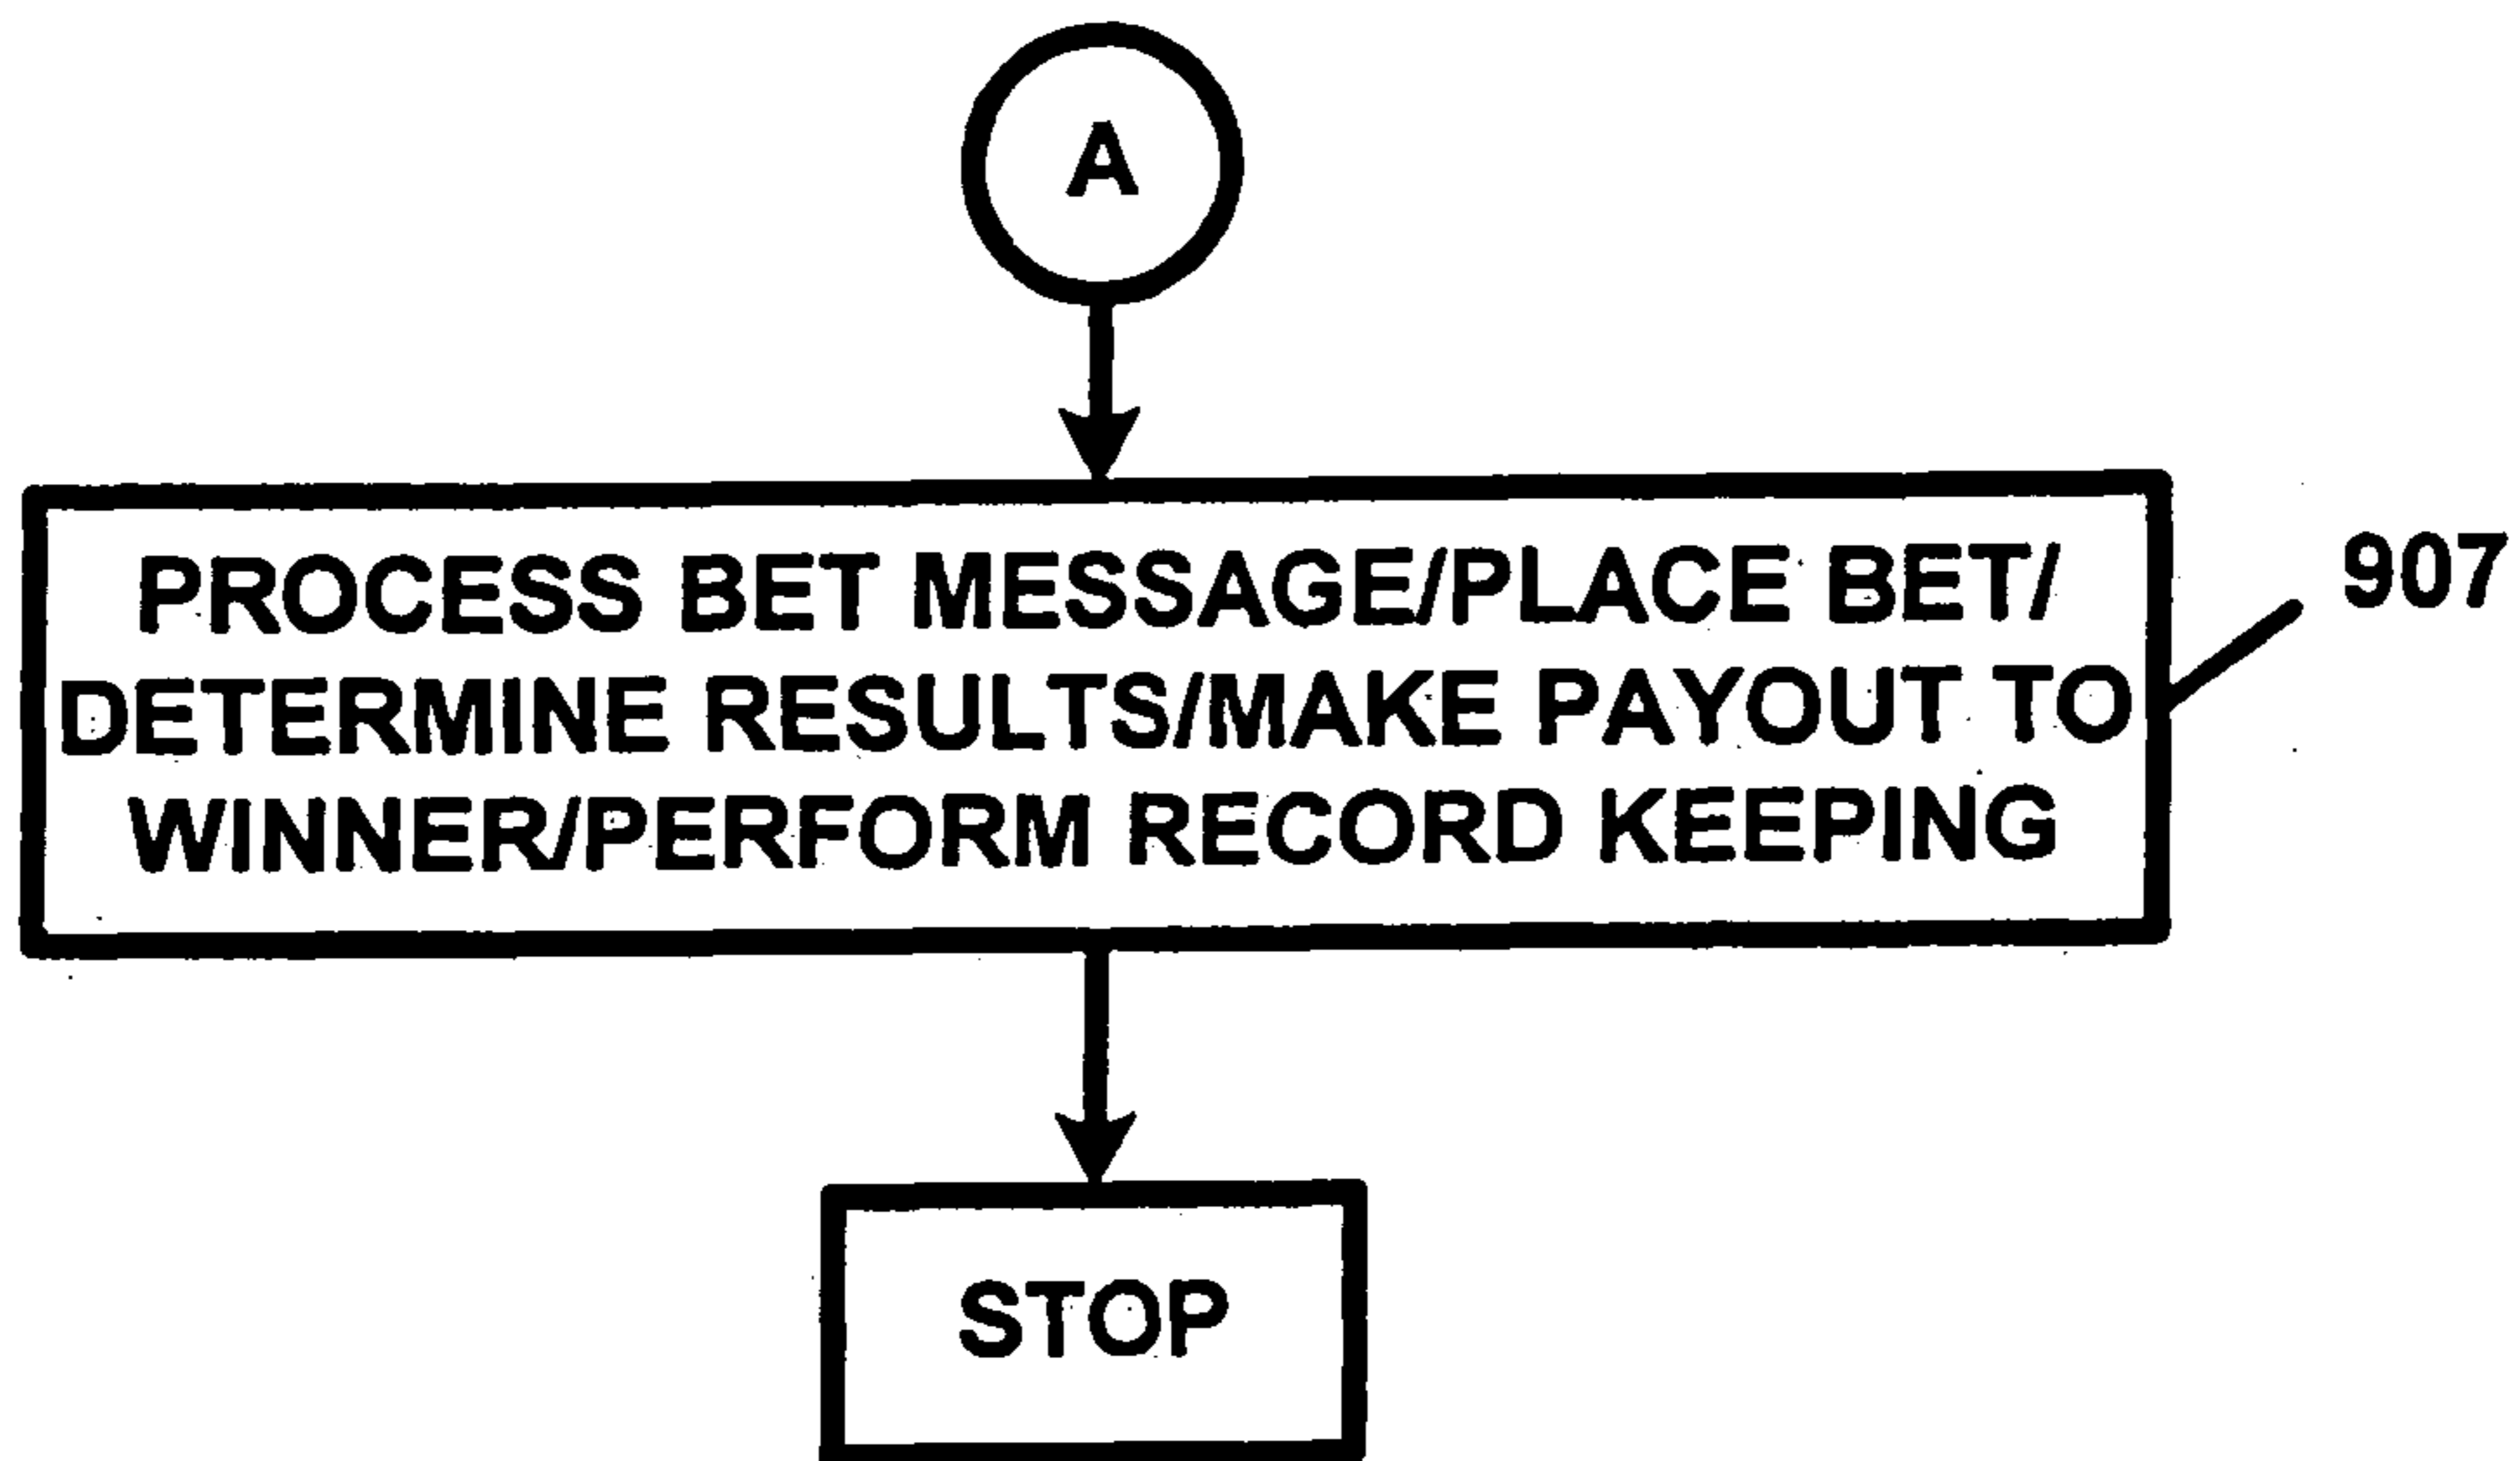 A
PROCESS BET MESSAGE/PLACE BET/
DETERMINE RESULTS/MAKE PAYOUT TO
WINNER/PERFORM RECORD KEEPING
907
STOP